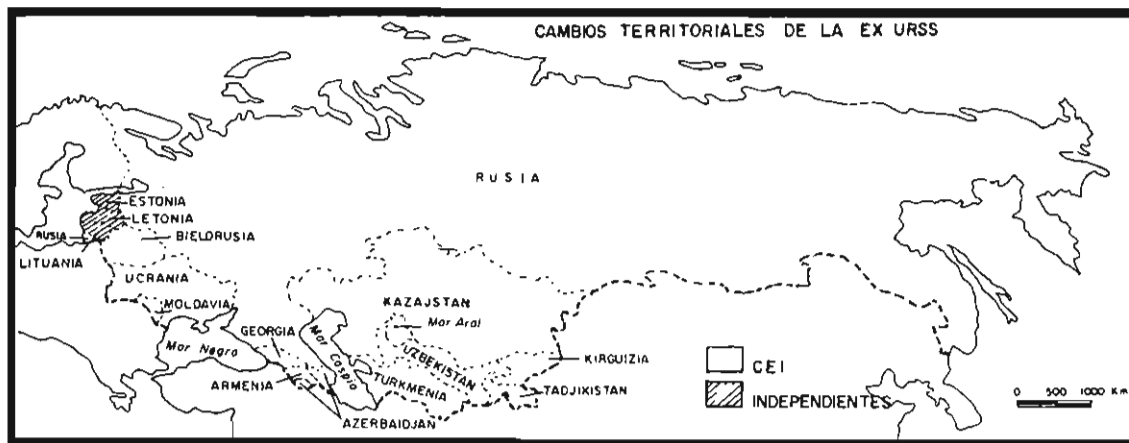 CAMBIOS TERRITORIALES DE LA EX URSS
RUSIA
ESTONIA
LETONIA
RUSIA
BIELORUSIA
LITUANIA
UCRANIA
MOLDAVIA
KAZAJSTAN
Mar Aral
GEORGIA
Mar Caspio
Mar Negro
UZBEKISTAN
KIRGUIZIA
CEI
ARMENIA
TURKMENIA
TADJIKISTAN
INDEPENDIENTES
0 500 1000 Km
AZERBAIDJAN